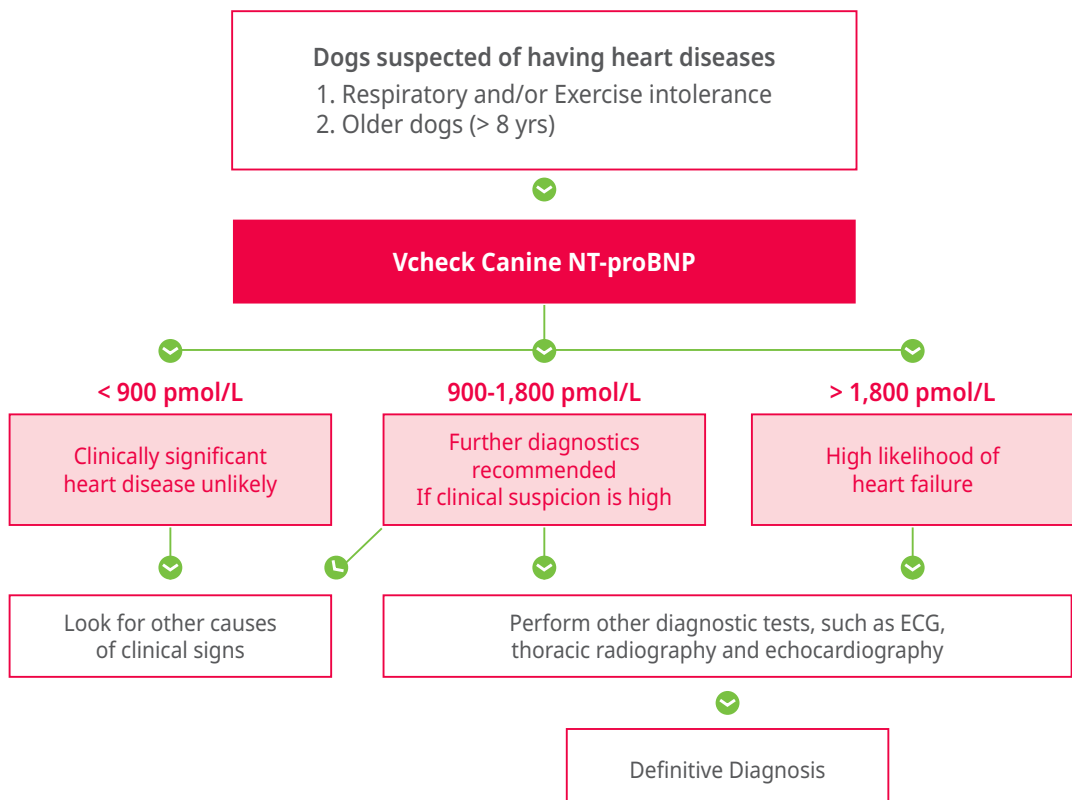 Dogs suspected of having heart diseases
1. Respiratory and/or Exercise intolerance
2. Older dogs (> 8 yrs)
Vcheck Canine NT-proBNP
< 900 pmol/L
900-1,800 pmol/L
> 1,800 pmol/L
Clinically significant
heart disease unlikely
Further diagnostics
recommended
If clinical suspicion is high
High likelihood of
heart failure
Look for other causes
of clinical signs
Perform other diagnostic tests, such as ECG,
thoracic radiography and echocardiography
Definitive Diagnosis